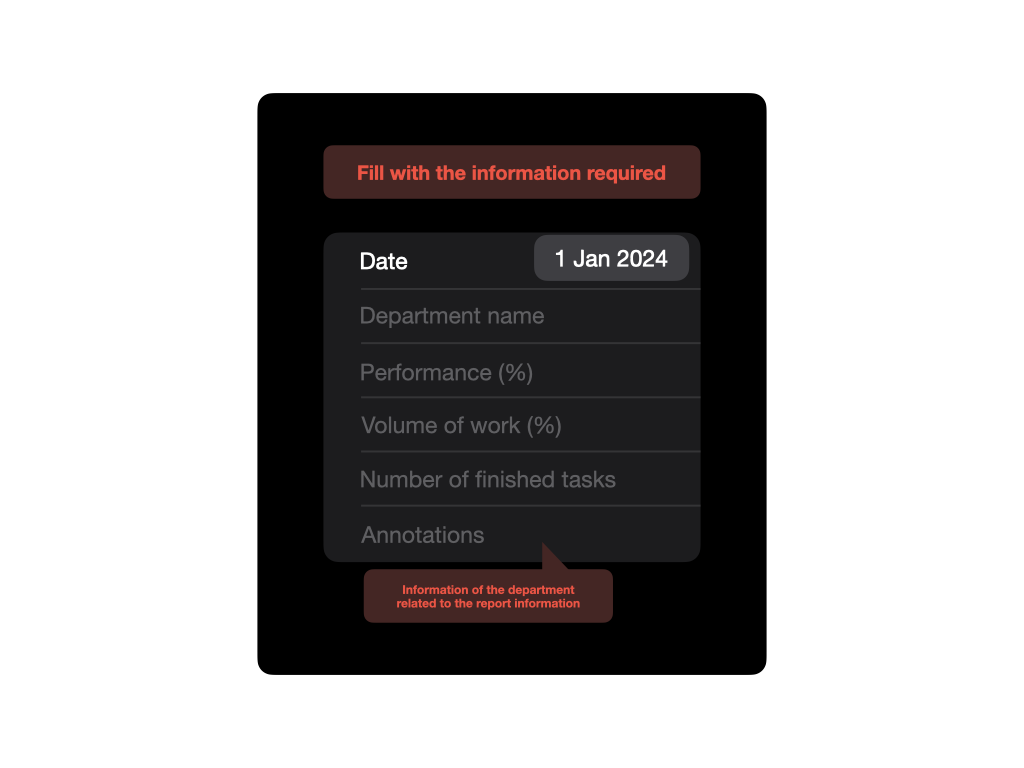 Fill with the information required
Date
1 Jan 2024
Department name
Performance (%)
Volume of work (%)
Number of finished tasks
Annotations
Information of the department
related to the report information